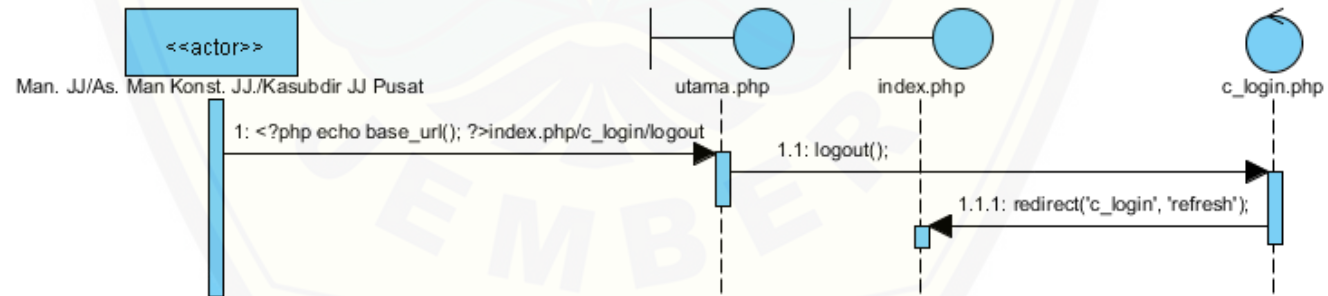 <<actor>>
Man. JJ/As. Man Konst. JJ./Kasubdir JJ Pusat
utama.php
index.php
c_login.php
1: <?php echo base_url(); ?>index.php/c_login/logout
1.1: logout();
1.1.1: redirect('c_login', 'refresh');
JEMBER